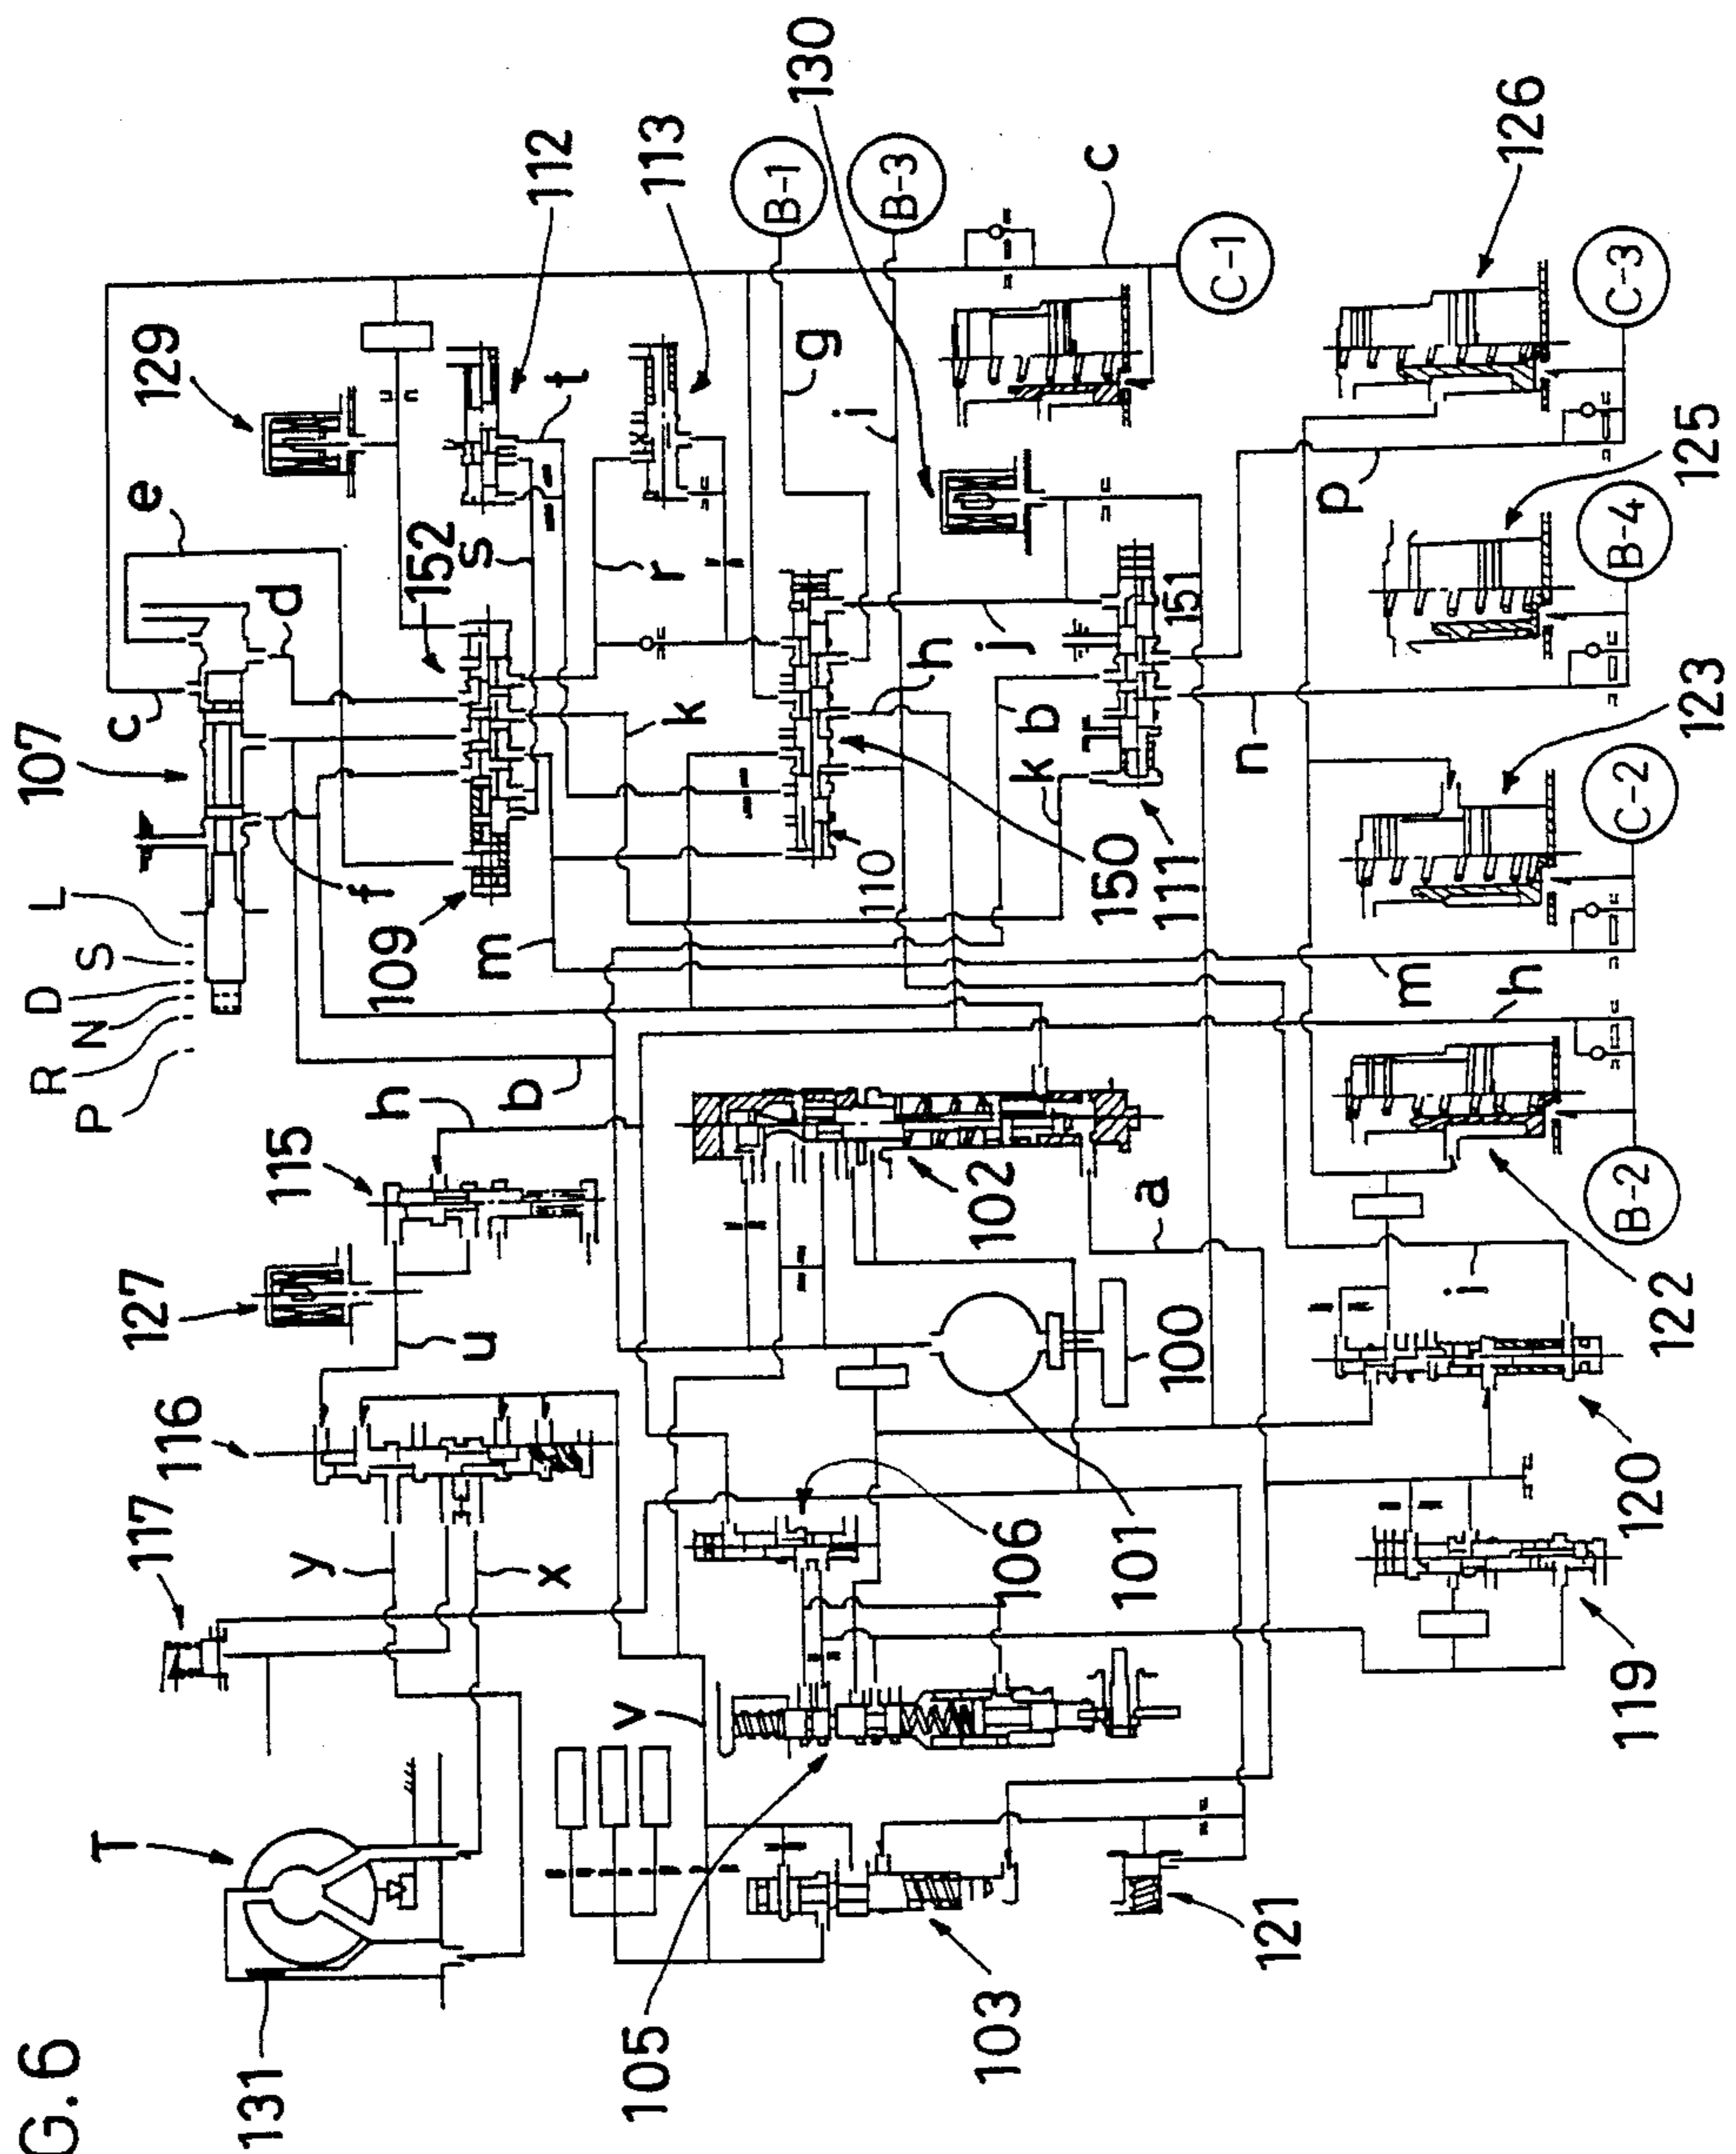 G.6
131
T
117
116
127
115
P
R
N
D
S
L
107
c
e
129
d
f
b
h
u
y
x
v
109
152
112
s
t
113
r
k
m
g
B-1
B-3
130
i
110
150
h
j
k
b
151
111
c
C-1
126
C-3
p
125
B-4
n
123
C-2
m
h
122
B-2
i
120
119
a
102
100
101
106
105
103
121